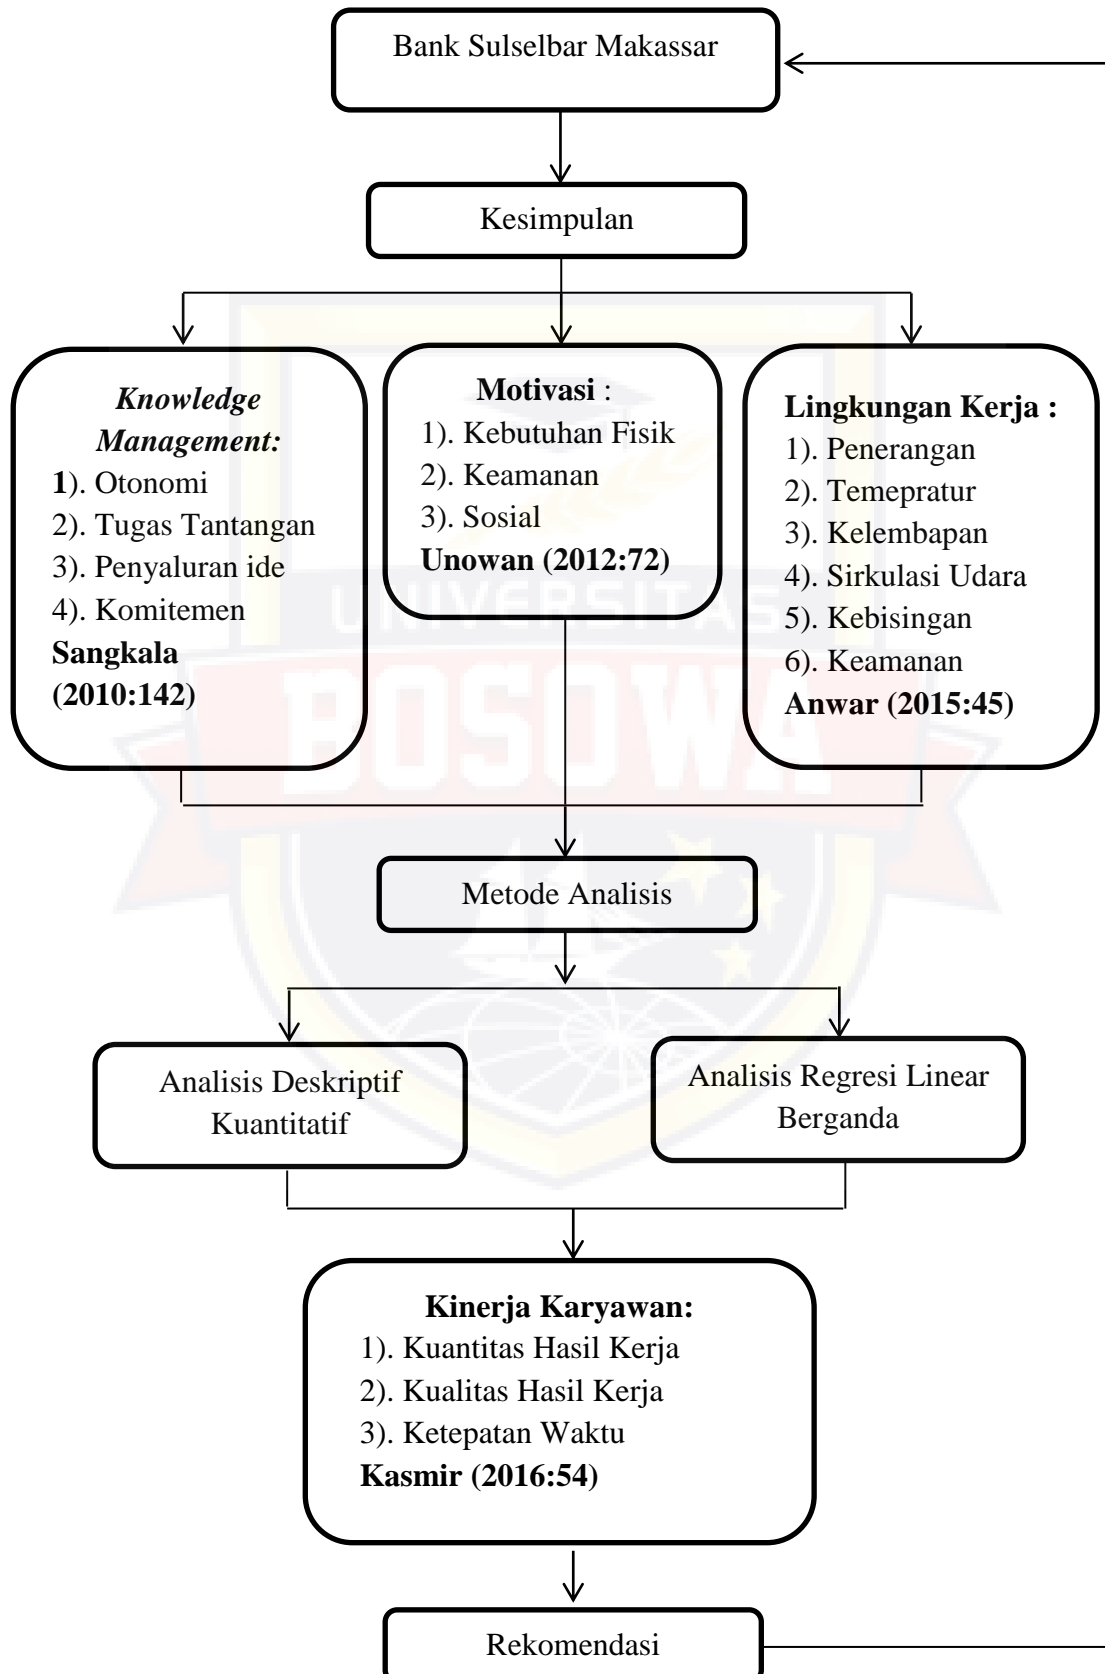 Bank Sulselbar Makassar
Kesimpulan
Knowledge
Management:
1). Otonomi
2). Tugas Tantangan
3). Penyaluran ide
4). Komitemen
Sangkala
(2010:142)
Motivasi :
1). Kebutuhan Fisik
2). Keamanan
3). Sosial
Unowan (2012:72)
Lingkungan Kerja :
1). Penerangan
2). Temepratur
3). Kelembapan
4). Sirkulasi Udara
5). Kebisingan
6). Keamanan
Anwar (2015:45)
UNIVERSITAS
BOSOWA
Metode Analisis
Analisis Deskriptif
Kuantitatif
Analisis Regresi Linear
Berganda
Kinerja Karyawan:
1). Kuantitas Hasil Kerja
2). Kualitas Hasil Kerja
3). Ketepatan Waktu
Kasmir (2016:54)
Rekomendasi